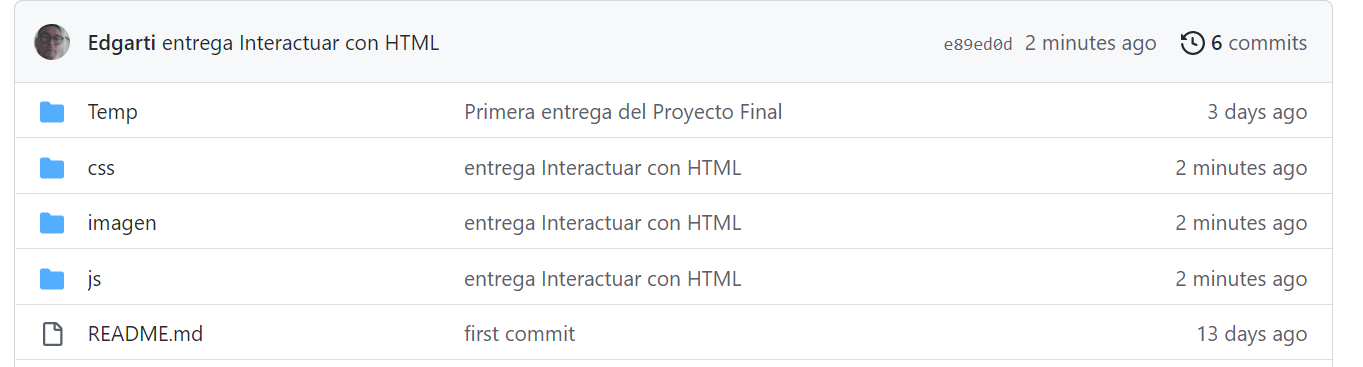 Edgarti entrega Interactuar con HTML e89ed0d 2 minutes ago 6 commits
Temp Primera entrega del Proyecto Final 3 days ago
css entrega Interactuar con HTML 2 minutes ago
imagen entrega Interactuar con HTML 2 minutes ago
js entrega Interactuar con HTML 2 minutes ago
README.md first commit 13 days ago